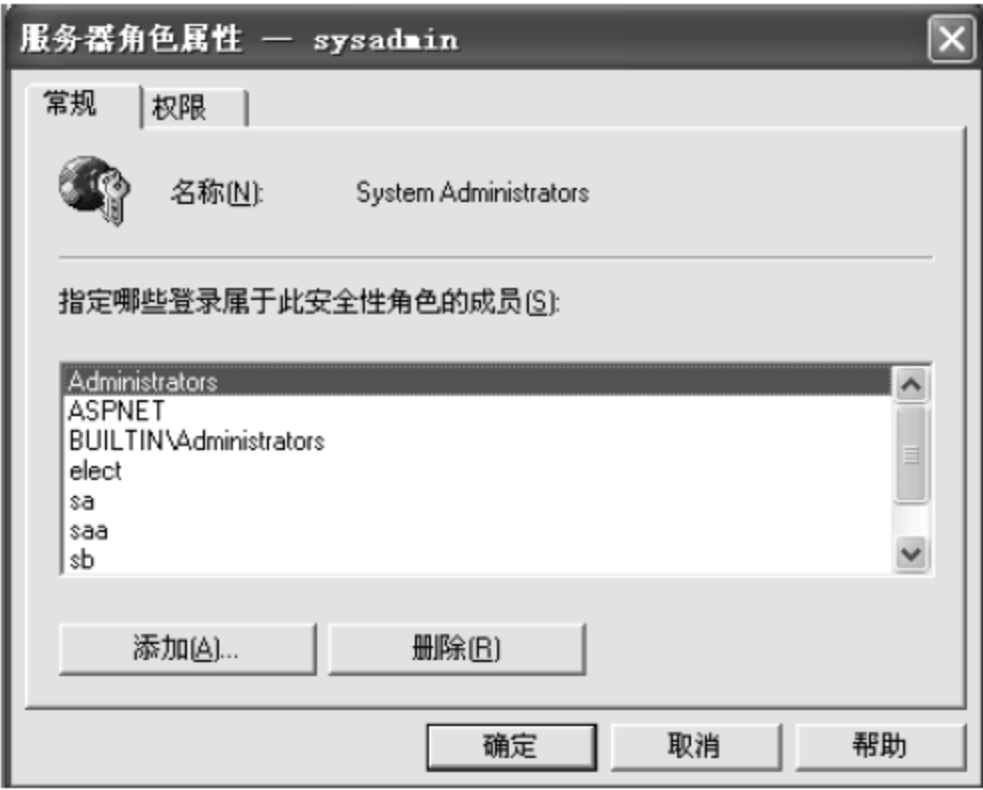 服务器角色属性 — sysadmin
常规 权限
名称(N): System Administrators
指定哪些登录属于此安全性角色的成员(S):
Administrators
ASPNET
BUILTIN\Administrators
elect
sa
saa
sb
添加(A)... 删除(R)
确定 取消 帮助